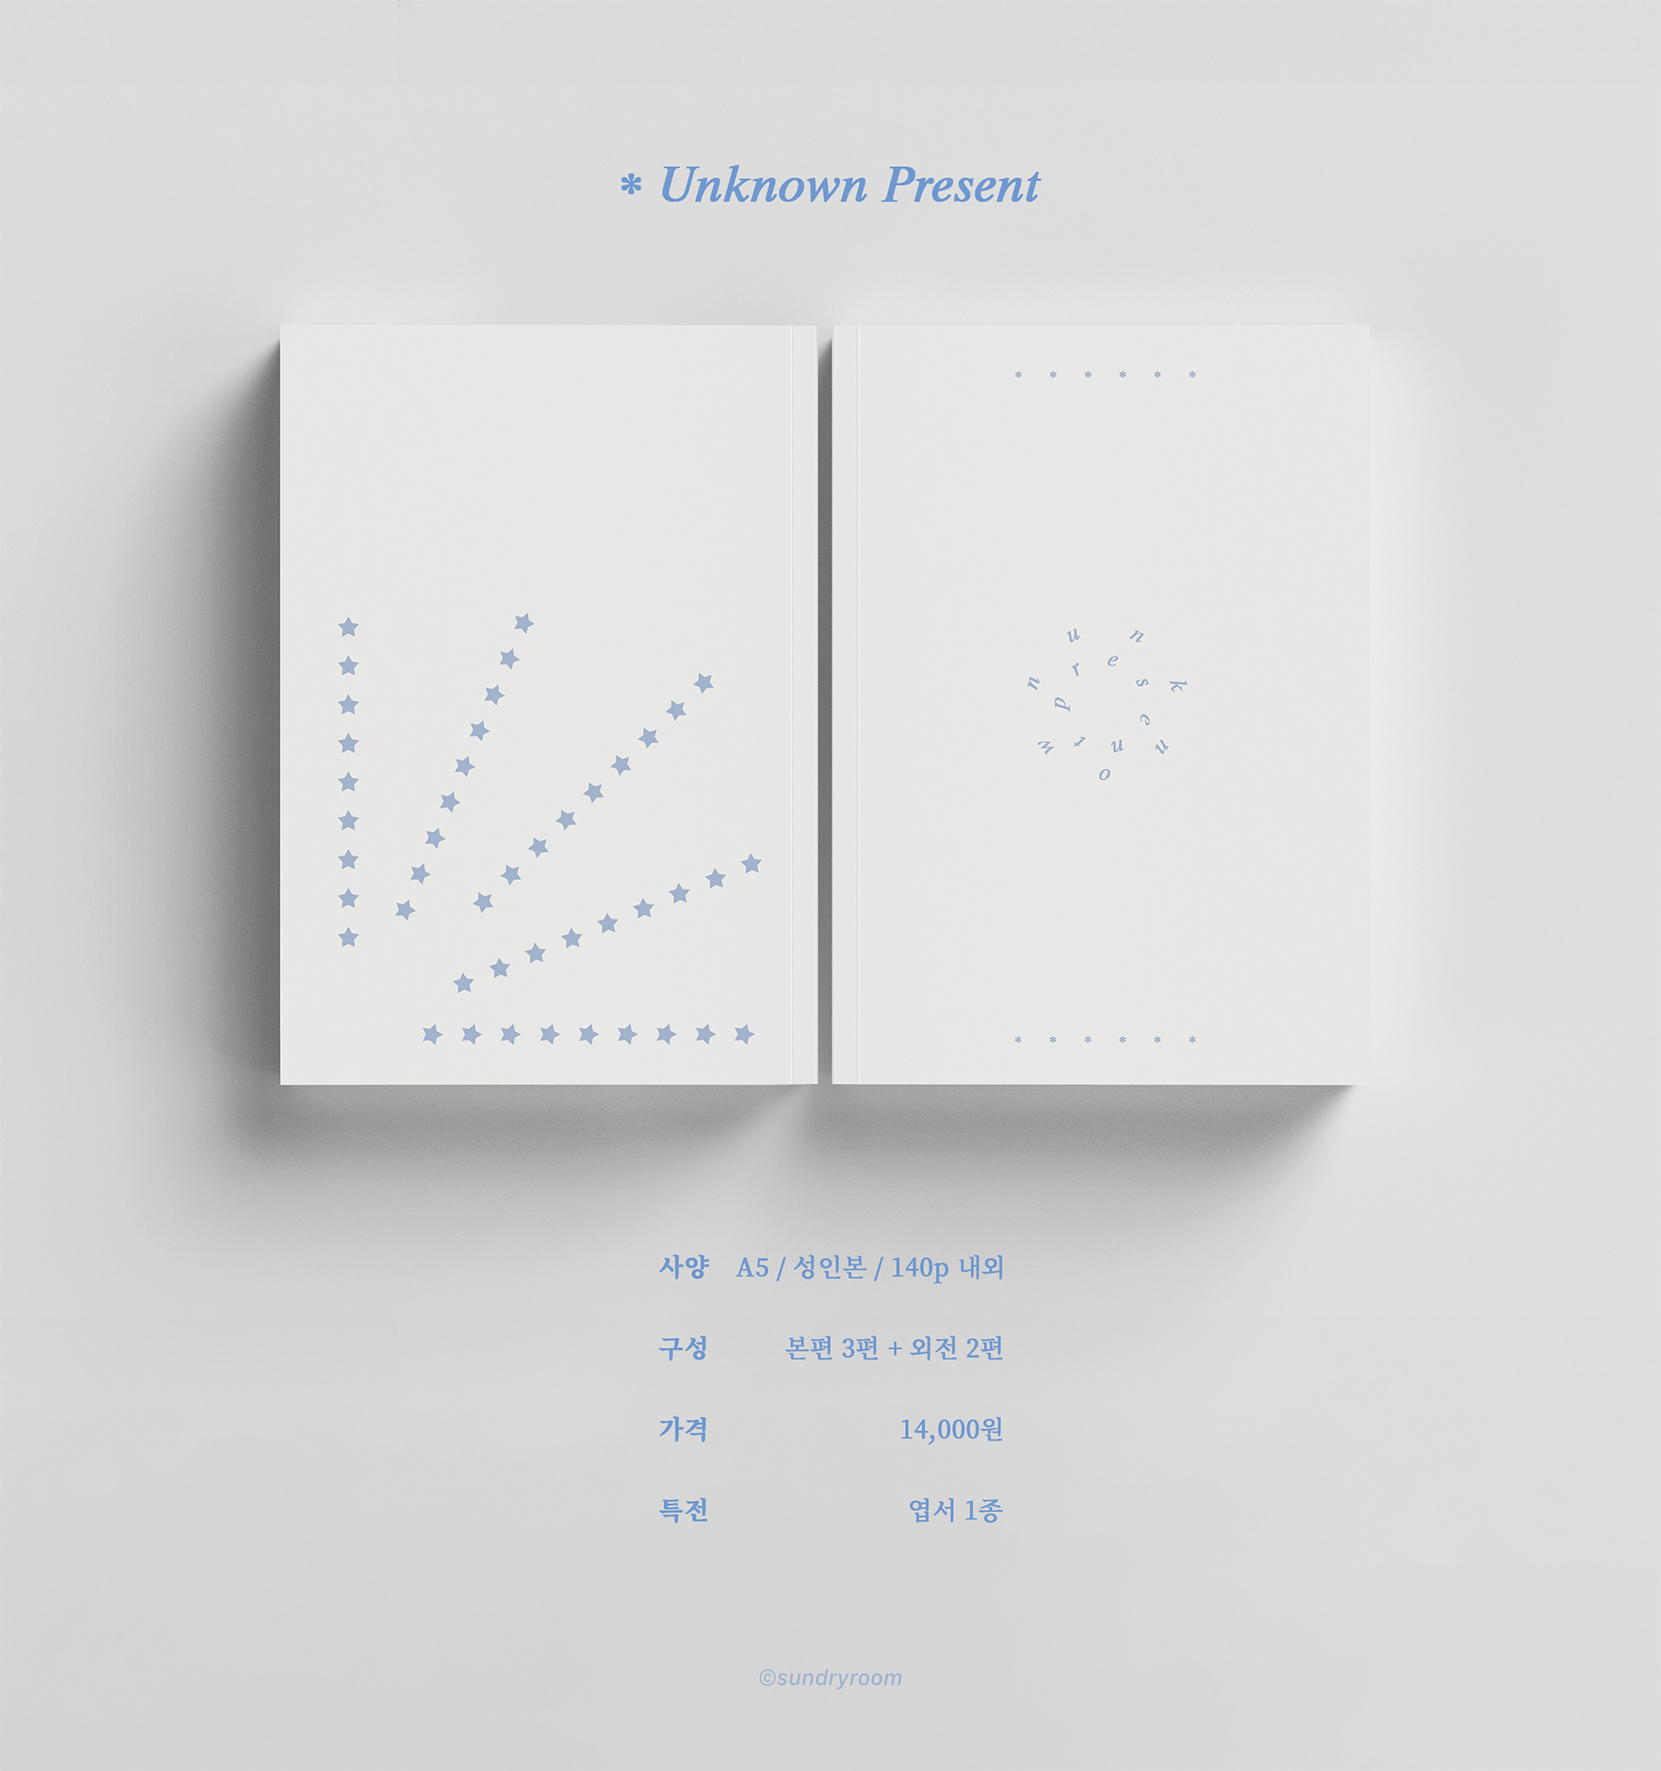 * Unknown Present
* * * * * *
unknown
present
* * * * * *
사양 A5 / 성인본 / 140p 내외
구성 본편 3편 + 외전 2편
가격 14,000원
특전 엽서 1종
©sundryroom